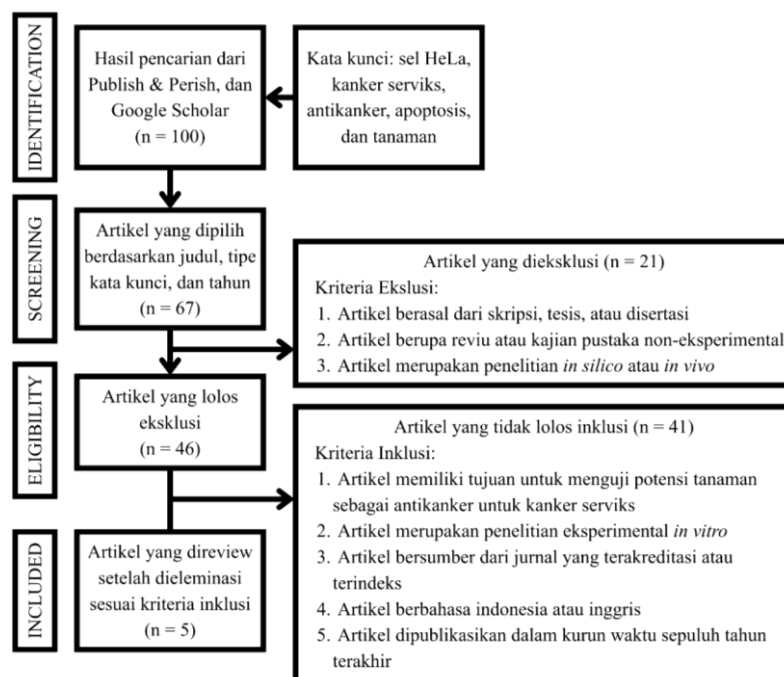 IDENTIFICATION
Hasil pencarian dari
Publish & Perish, dan
Google Scholar
(n = 100)
Kata kunci: sel HeLa,
kanker serviks,
antikanker, apoptosis,
dan tanaman
SCREENING
Artikel yang dipilih
berdasarkan judul, tipe
kata kunci, dan tahun
(n = 67)
Artikel yang dieksklusi (n = 21)
Kriteria Ekslusi:
1. Artikel berasal dari skripsi, tesis, atau disertasi
2. Artikel berupa reviu atau kajian pustaka non-eksperimental
3. Artikel merupakan penelitian in silico atau in vivo
ELIGIBILITY
Artikel yang lolos
eksklusi
(n = 46)
Artikel yang tidak lolos inklusi (n = 41)
Kriteria Inklusi:
1. Artikel memiliki tujuan untuk menguji potensi tanaman
sebagai antikanker untuk kanker serviks
2. Artikel merupakan penelitian eksperimental in vitro
3. Artikel bersumber dari jurnal yang terakreditasi atau
terindeks
4. Artikel berbahasa indonesia atau inggris
5. Artikel dipublikasikan dalam kurun waktu sepuluh tahun
terakhir
INCLUDED
Artikel yang direview
setelah dieleminasi
sesuai kriteria inklusi
(n = 5)